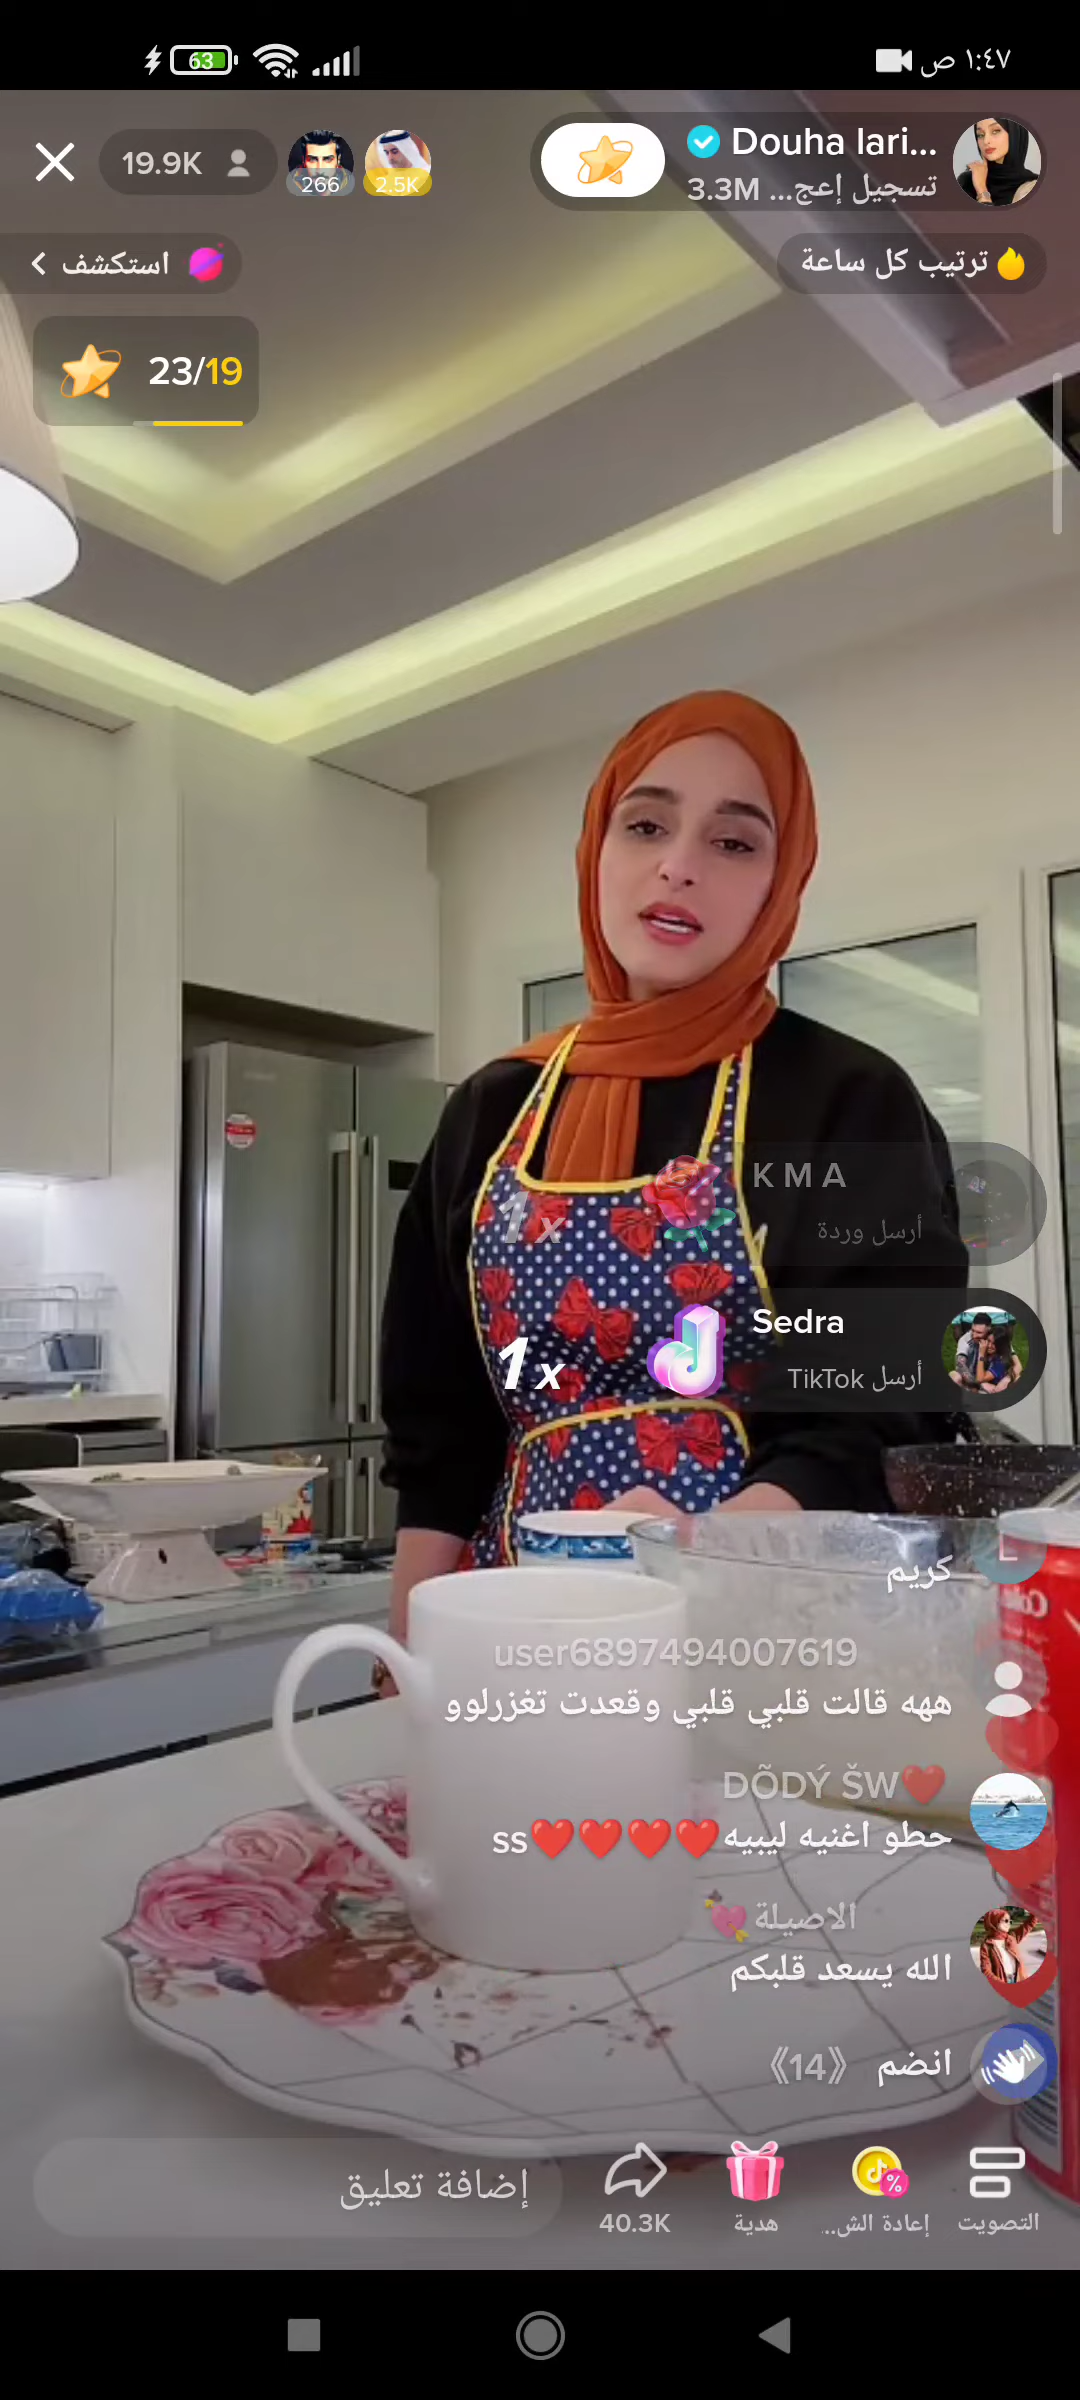 ١:٤٧ ص
63
Douha lari...
تسجيل إعج... 3.3M
2.5K
266
19.9K
ترتيب كل ساعة
استكشف
23/19
K M A
أرسل وردة
1x
Sedra
أرسل TikTok
1x
L
كريم
user6897494007619
ههه قالت قلبي قلبي وقعدت تغزرلوو
DÕDÝ ŠW❤️
حطو اغنيه ليبيه❤️❤️❤️❤️ss
الاصيلة💘
الله يسعد قلبكم
انضم 《14》
إضافة تعليق
40.3K
هدية
إعادة الش...
التصويت